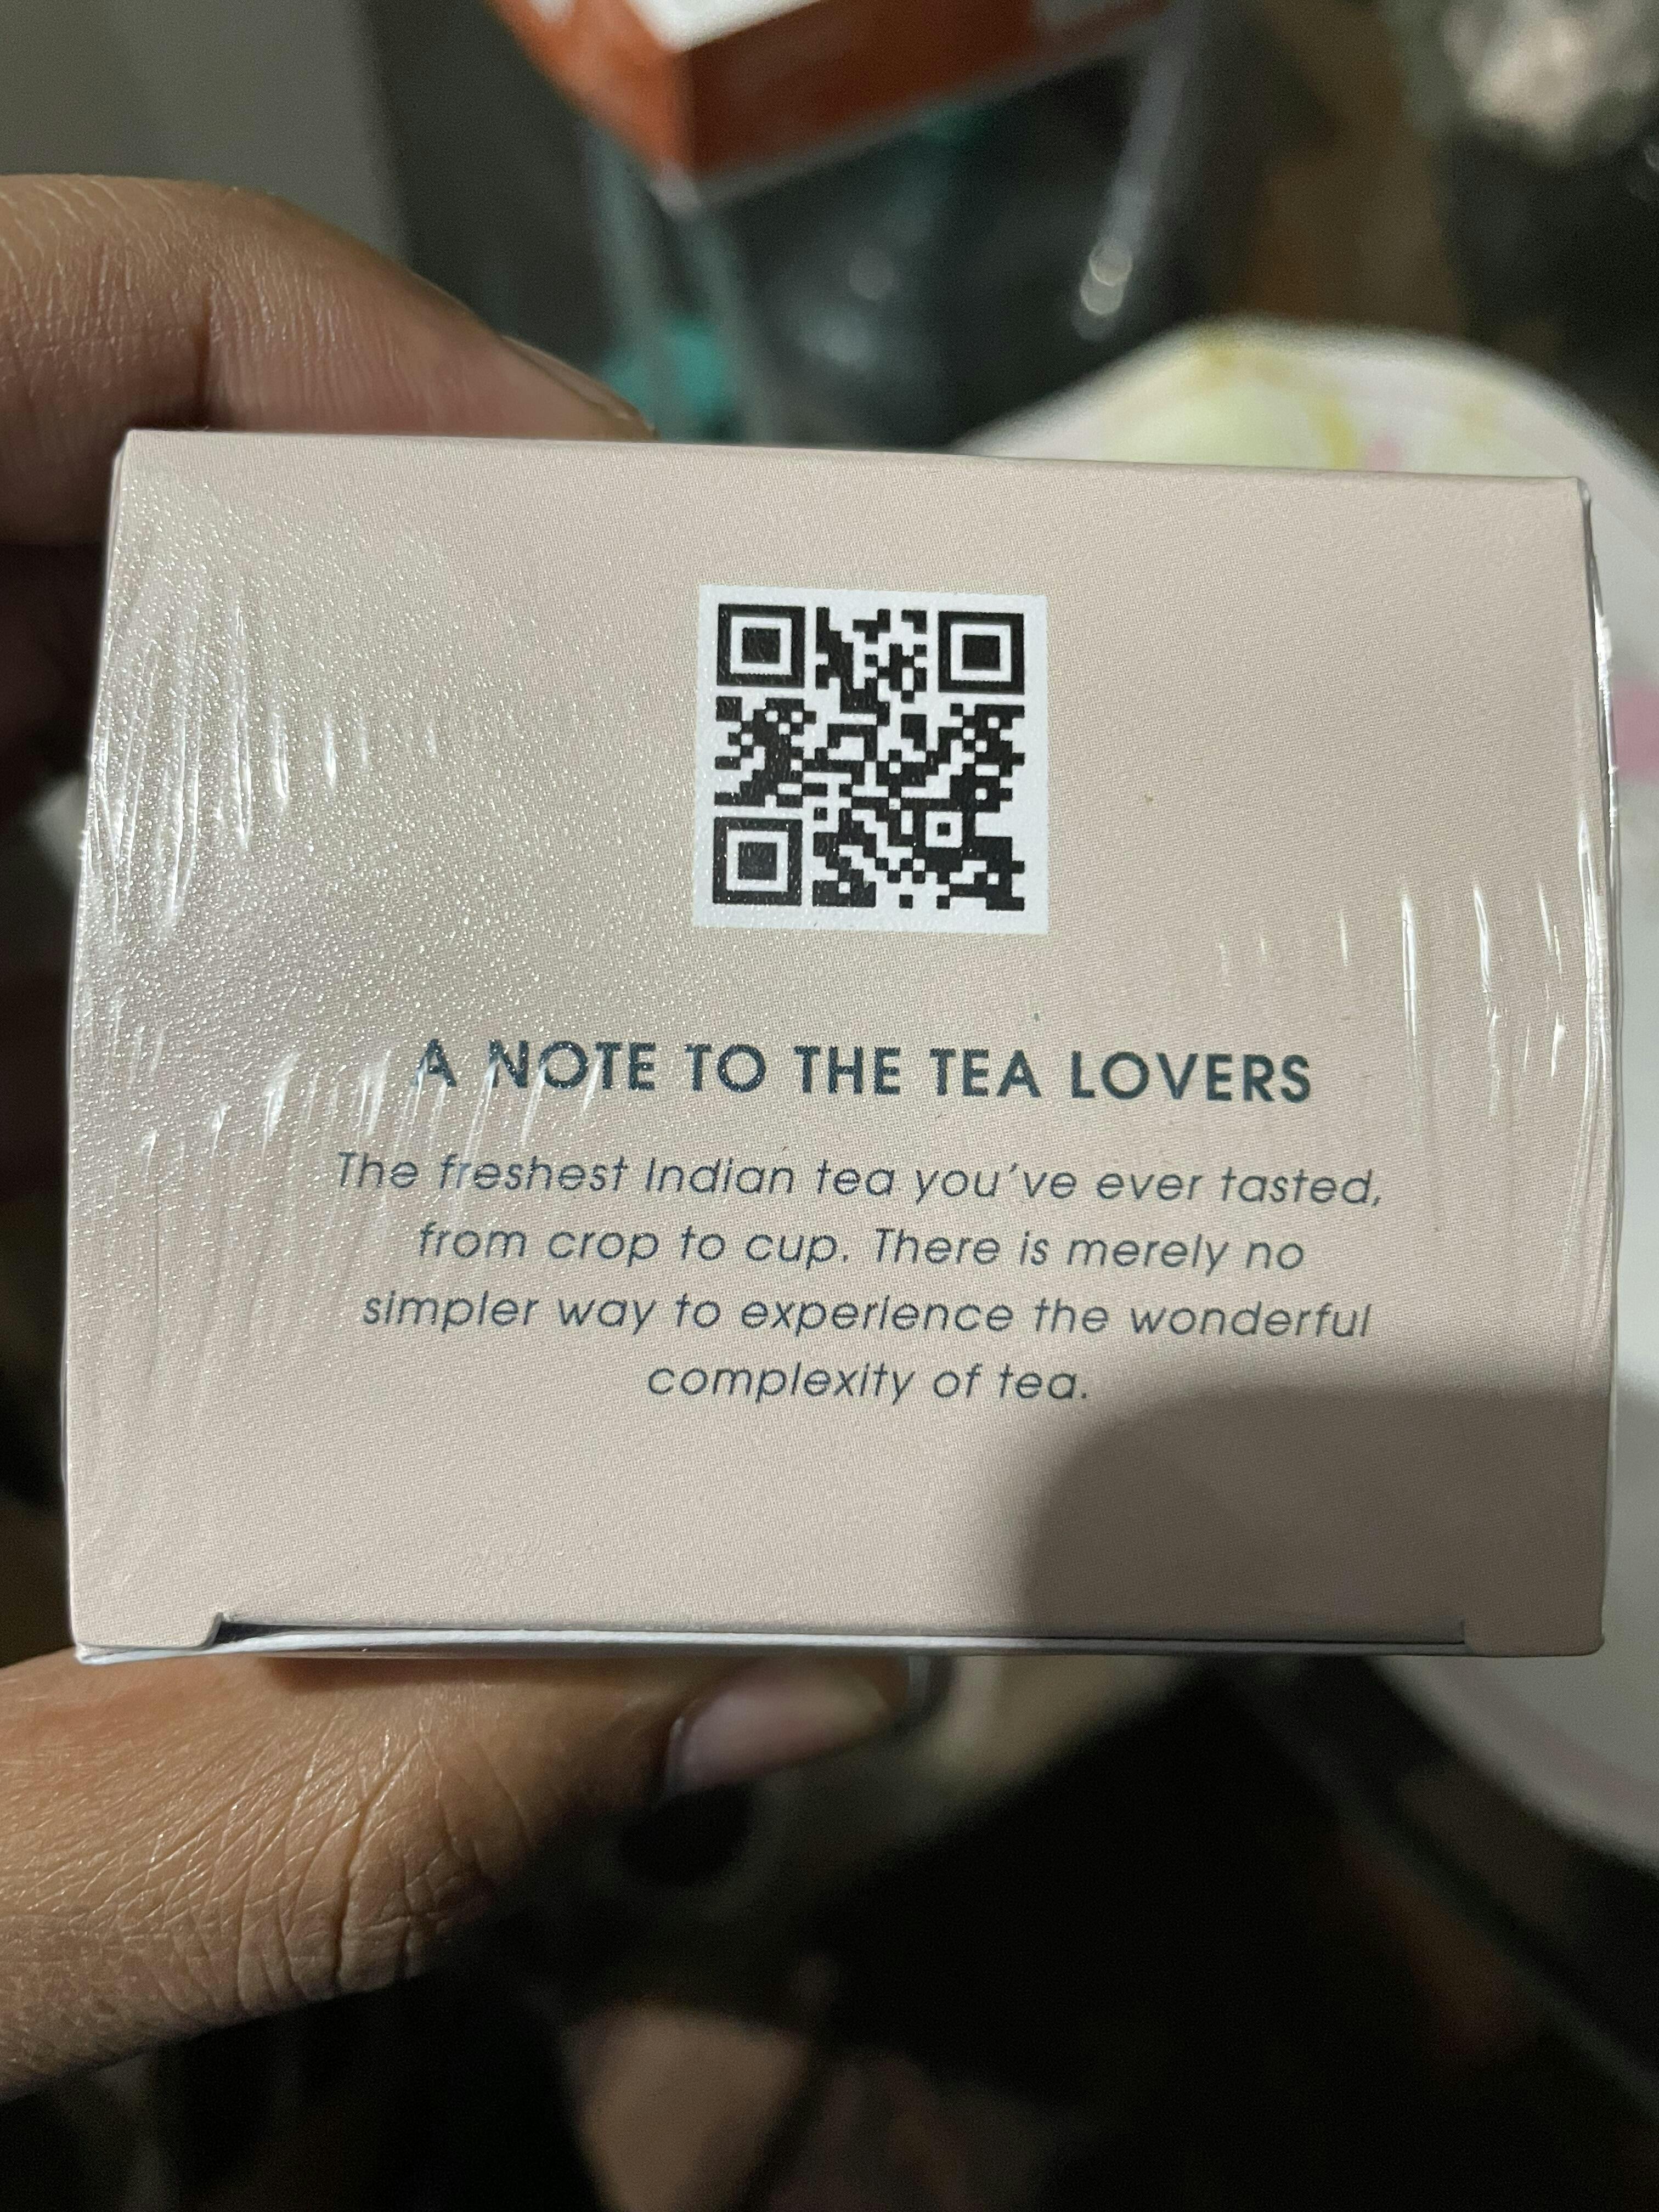 A NOTE TO THE TEA LOVERS
The freshest Indian tea you've ever tasted,
from crop to cup. There is merely no
simpler way to experience the wonderful
complexity of tea.